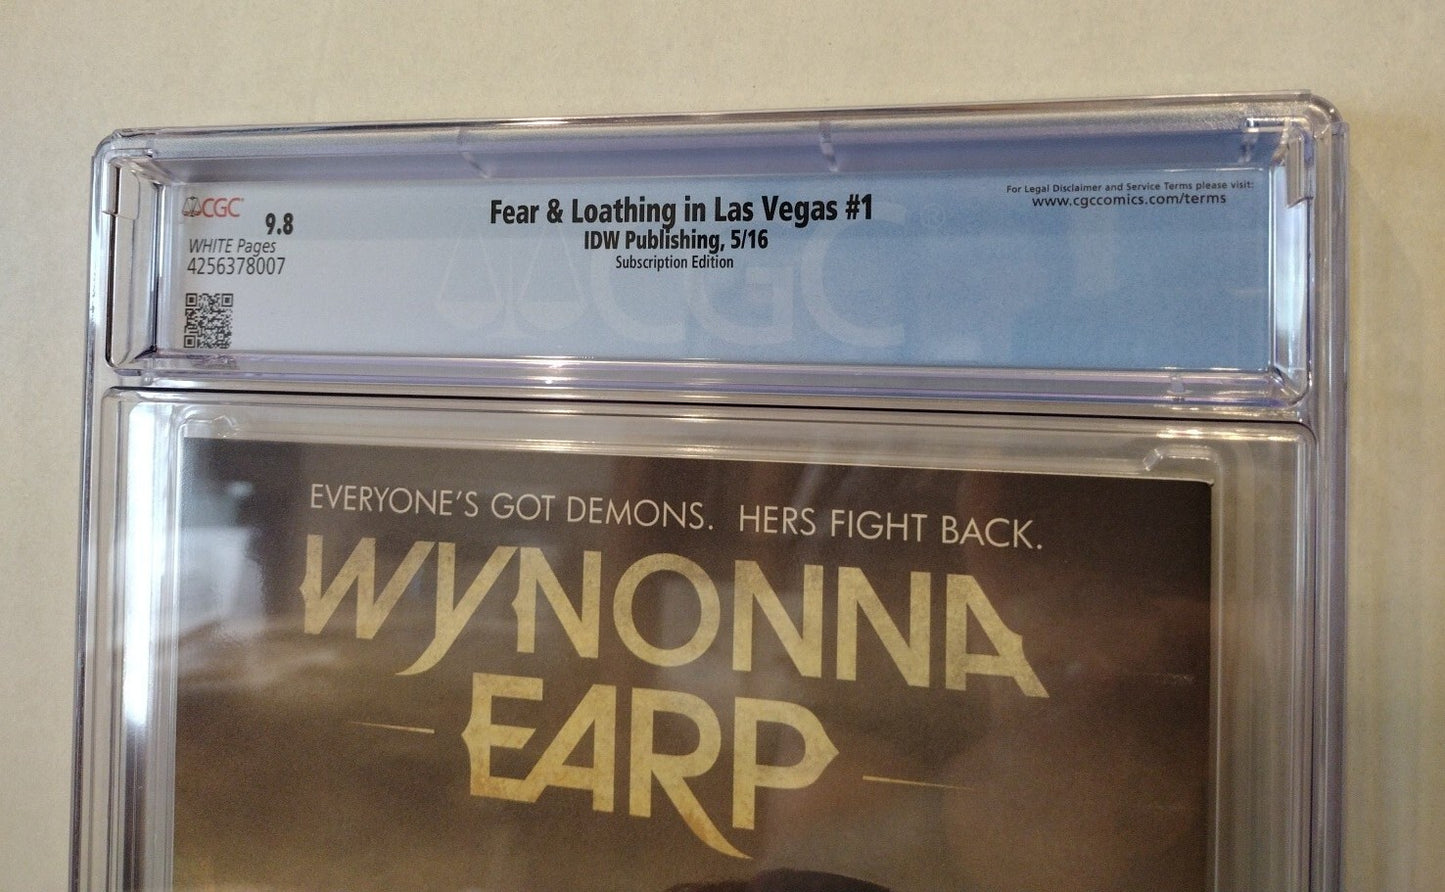 CGC
9.8
WHITE Pages
4256378007
Fear & Loathing in Las Vegas #1
IDW Publishing, 5/16
Subscription Edition
For Legal Disclaimer and Service Terms please visit:
www.cgccomics.com/terms
CGC
EVERYONE'S GOT DEMONS. HERS FIGHT BACK.
WYNONNA
EARP